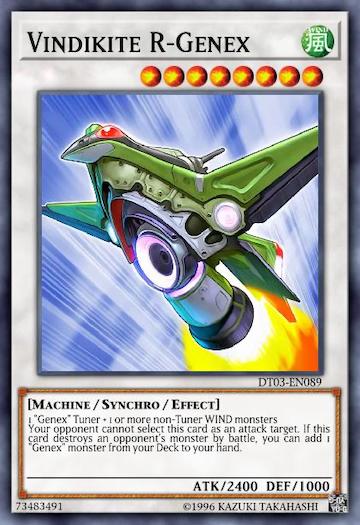 Vindikite R-Genex
風
DT03-EN089
[Machine / Synchro / Effect]
1 "Genex" Tuner + 1 or more non-Tuner WIND monsters
Your opponent cannot select this card as an attack target. If this
card destroys an opponent's monster by battle, you can add 1
"Genex" monster from your Deck to your hand.
ATK/2400 DEF/1000
73483491
©1996 KAZUKI TAKAHASHI